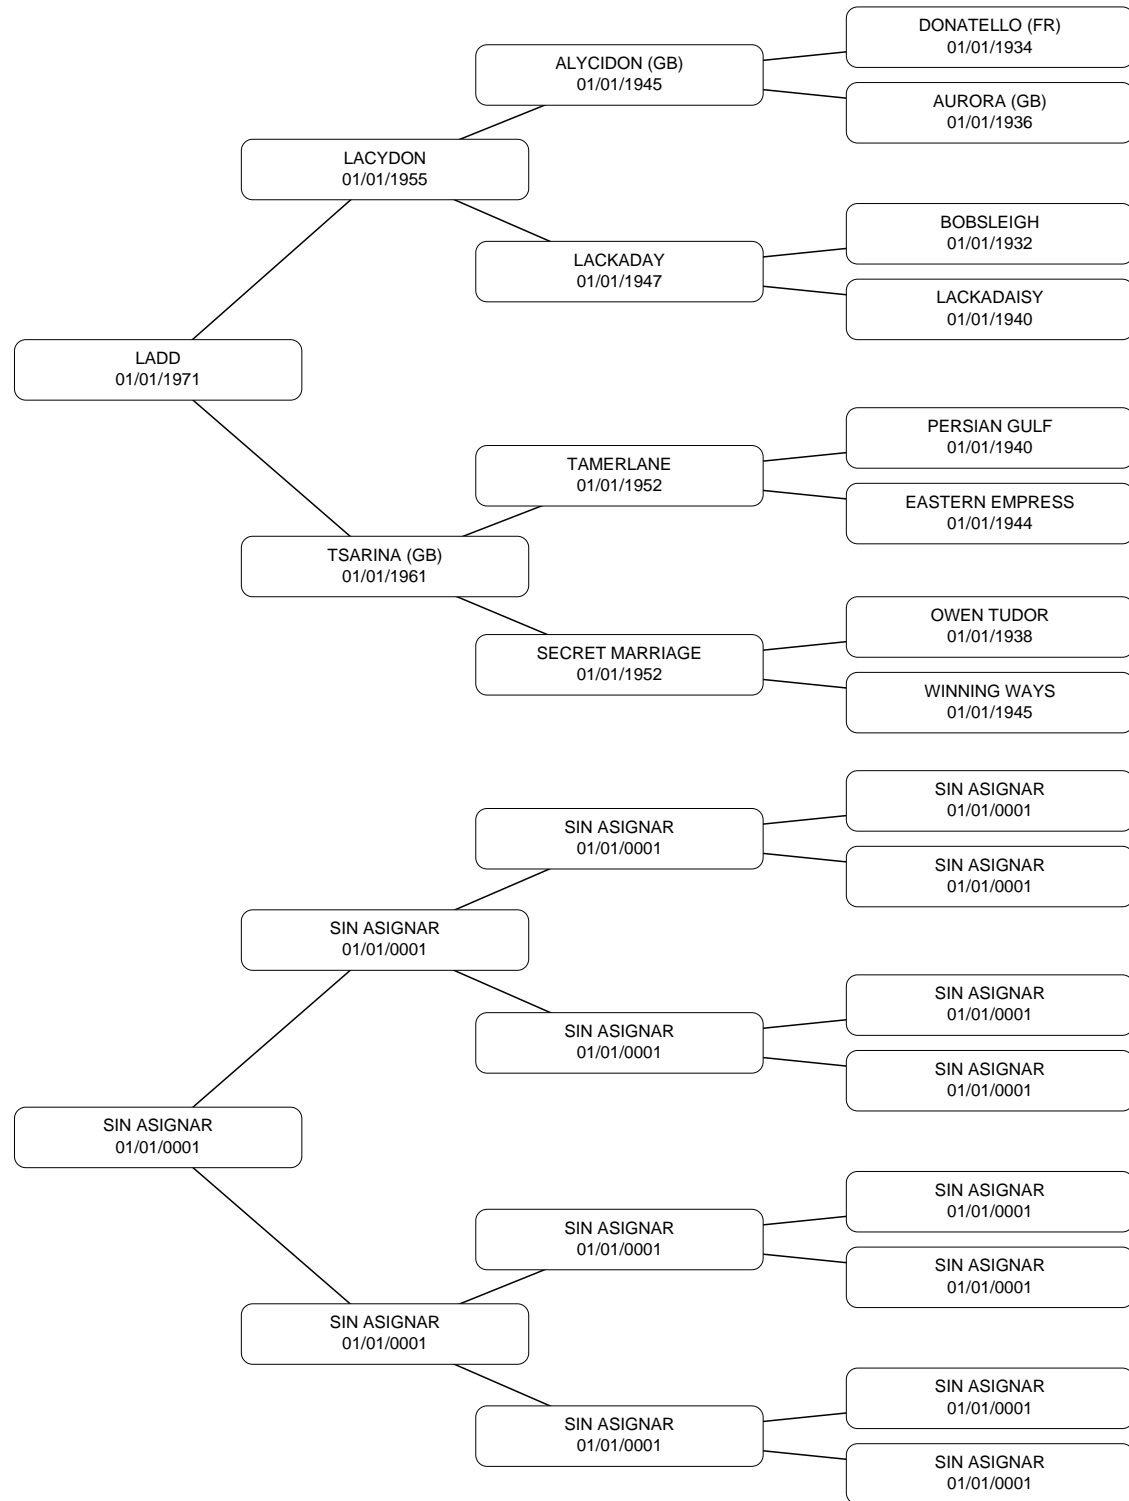 DONATELLO (FR)
01/01/1934
ALYCIDON (GB)
01/01/1945
AURORA (GB)
01/01/1936
LACYDON
01/01/1955
BOBSLEIGH
01/01/1932
LACKADAY
01/01/1947
LACKADAISY
01/01/1940
LADD
01/01/1971
PERSIAN GULF
01/01/1940
TAMERLANE
01/01/1952
EASTERN EMPRESS
01/01/1944
TSARINA (GB)
01/01/1961
OWEN TUDOR
01/01/1938
SECRET MARRIAGE
01/01/1952
WINNING WAYS
01/01/1945
SIN ASIGNAR
01/01/0001
SIN ASIGNAR
01/01/0001
SIN ASIGNAR
01/01/0001
SIN ASIGNAR
01/01/0001
SIN ASIGNAR
01/01/0001
SIN ASIGNAR
01/01/0001
SIN ASIGNAR
01/01/0001
SIN ASIGNAR
01/01/0001
SIN ASIGNAR
01/01/0001
SIN ASIGNAR
01/01/0001
SIN ASIGNAR
01/01/0001
SIN ASIGNAR
01/01/0001
SIN ASIGNAR
01/01/0001
SIN ASIGNAR
01/01/0001
SIN ASIGNAR
01/01/0001